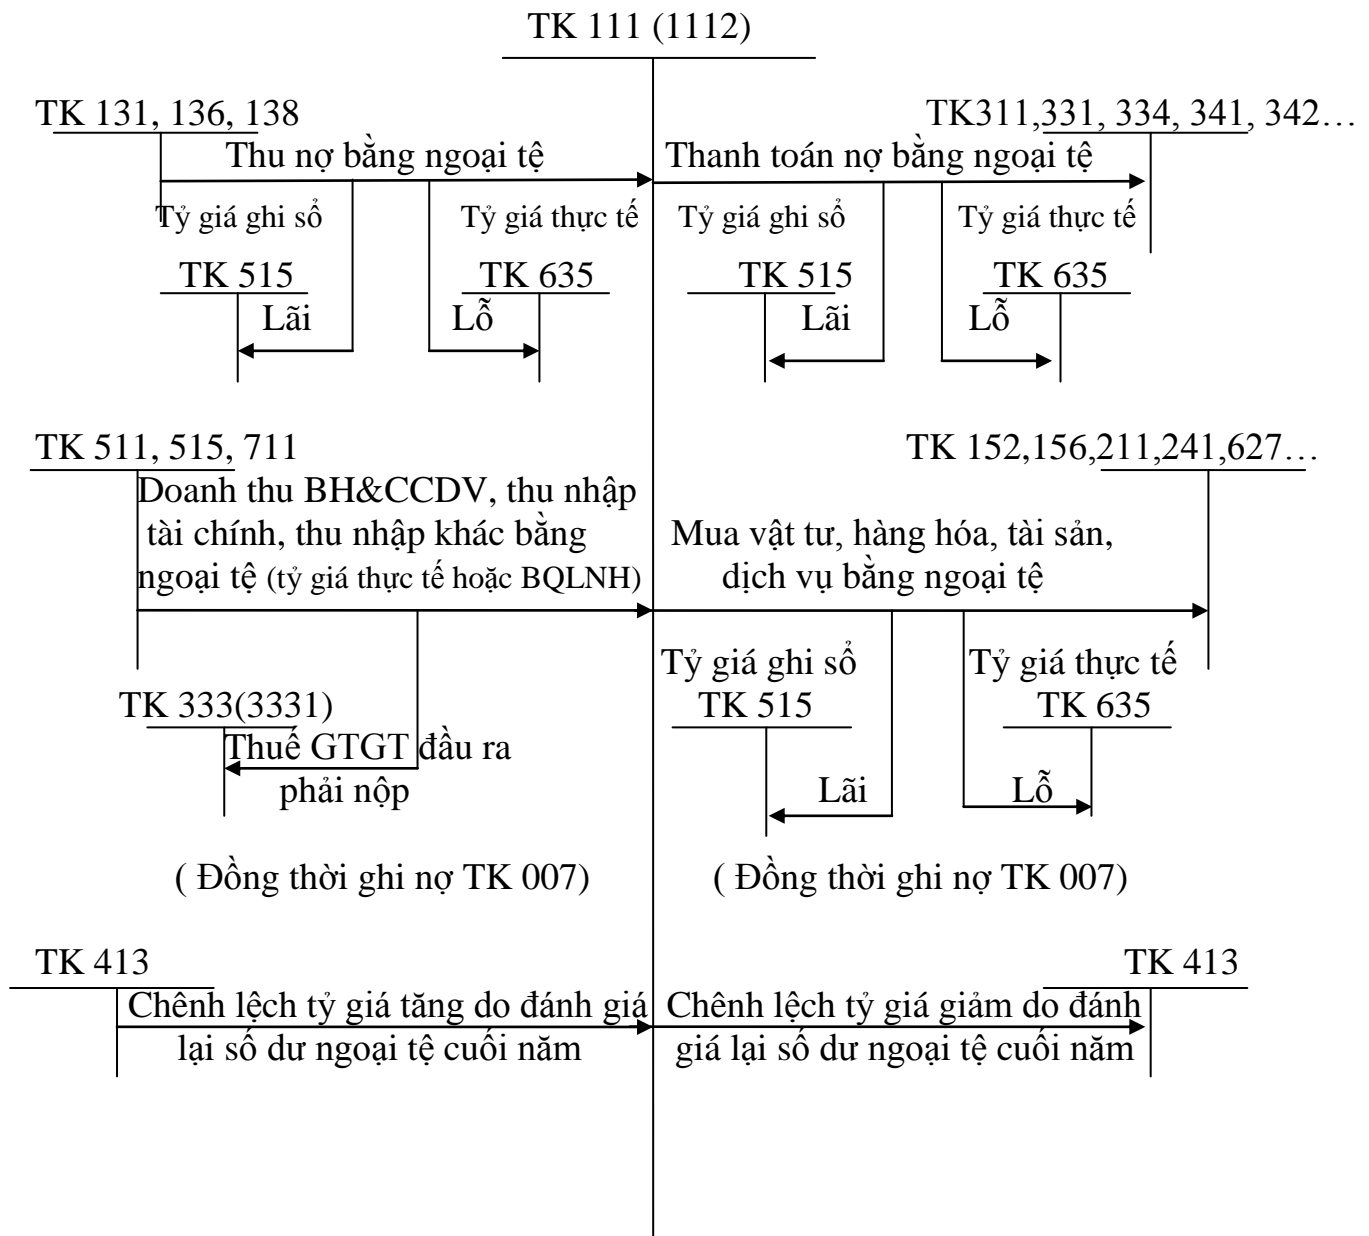 TK 111 (1112)
TK 131, 136, 138
TK311,331, 334, 341, 342…
Thu nợ bằng ngoại tệ
Thanh toán nợ bằng ngoại tệ
Tỷ giá ghi sổ
Tỷ giá thực tế
Tỷ giá ghi sổ
Tỷ giá thực tế
TK 515
TK 635
TK 515
TK 635
Lãi
Lỗ
Lãi
Lỗ
TK 511, 515, 711
TK 152,156,211,241,627…
Doanh thu BH&CCDV, thu nhập
tài chính, thu nhập khác bằng
ngoại tệ (tỷ giá thực tế hoặc BQLNH)
Mua vật tư, hàng hóa, tài sản,
dịch vụ bằng ngoại tệ
Tỷ giá ghi sổ
Tỷ giá thực tế
TK 333(3331)
TK 515
TK 635
Thuế GTGT đầu ra
phải nộp
Lãi
Lỗ
( Đồng thời ghi nợ TK 007)
( Đồng thời ghi nợ TK 007)
TK 413
TK 413
Chênh lệch tỷ giá tăng do đánh giá
lại số dư ngoại tệ cuối năm
Chênh lệch tỷ giá giảm do đánh
giá lại số dư ngoại tệ cuối năm